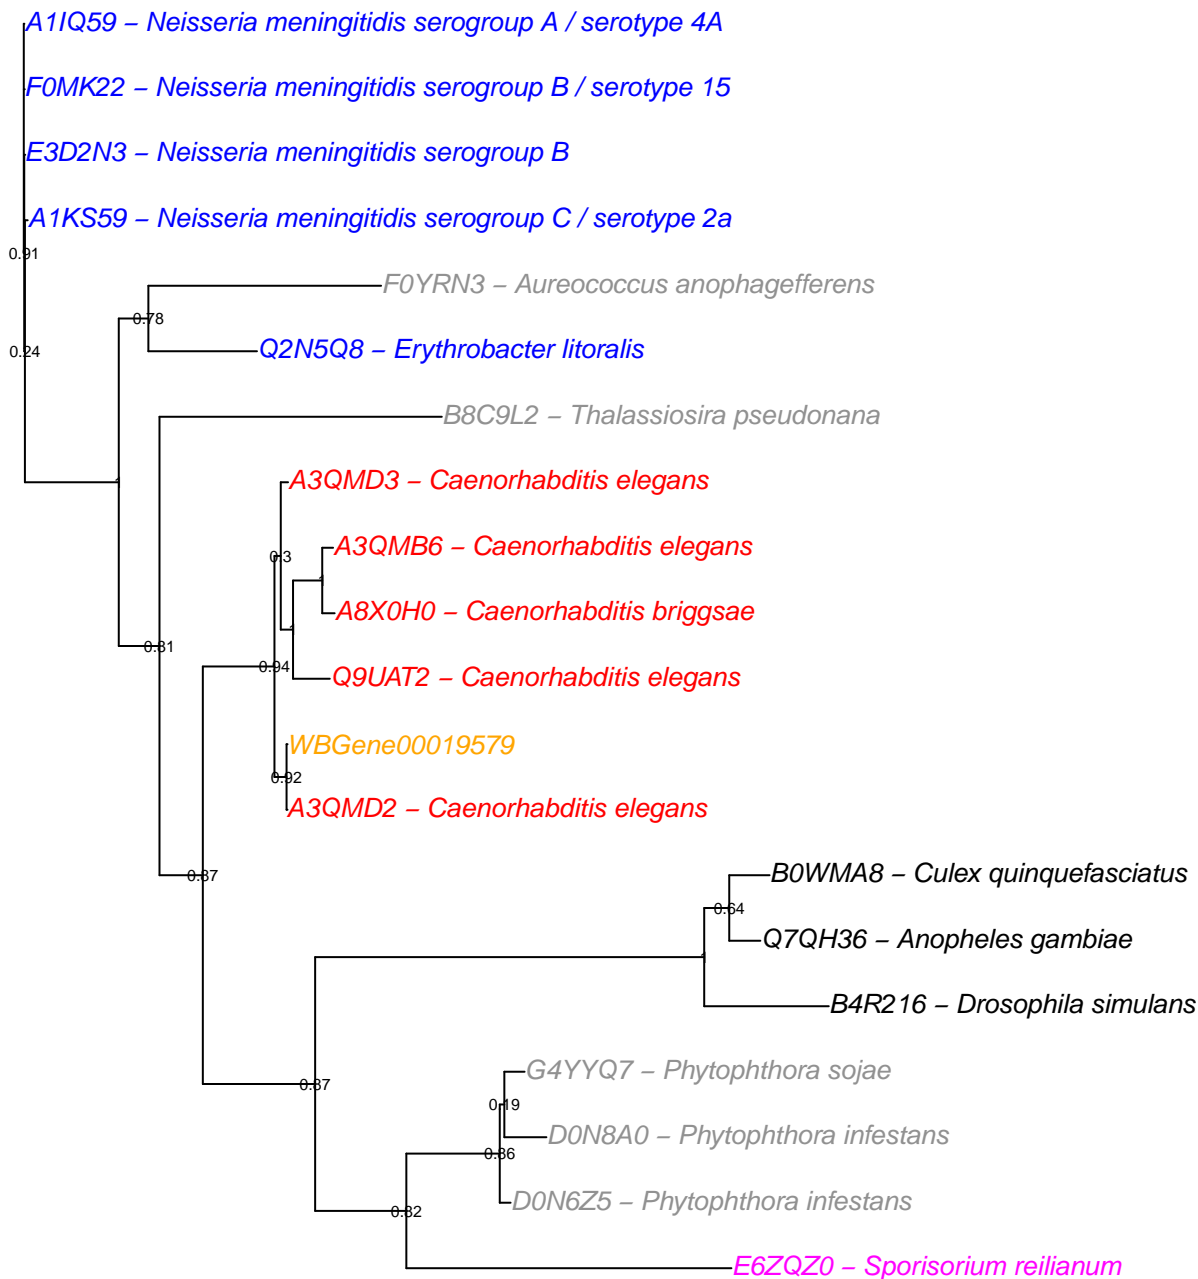 A1IQ59 – Neisseria meningitidis serogroup A / serotype 4A
F0MK22 – Neisseria meningitidis serogroup B / serotype 15
E3D2N3 – Neisseria meningitidis serogroup B
A1KS59 – Neisseria meningitidis serogroup C / serotype 2a
0.91
F0YRN3 – Aureococcus anophagefferens
0.78
0.24
Q2N5Q8 – Erythrobacter litoralis
B8C9L2 – Thalassiosira pseudonana
1
A3QMD3 – Caenorhabditis elegans
A3QMB6 – Caenorhabditis elegans
0.3
1
A8X0H0 – Caenorhabditis briggsae
1
0.81
0.94
Q9UAT2 – Caenorhabditis elegans
WBGene00019579
0.92
A3QMD2 – Caenorhabditis elegans
0.87
B0WMA8 – Culex quinquefasciatus
0.64
Q7QH36 – Anopheles gambiae
1
B4R216 – Drosophila simulans
G4YYQ7 – Phytophthora sojae
0.87
0.19
D0N8A0 – Phytophthora infestans
0.86
D0N6Z5 – Phytophthora infestans
0.82
E6ZQZ0 – Sporisorium reilianum